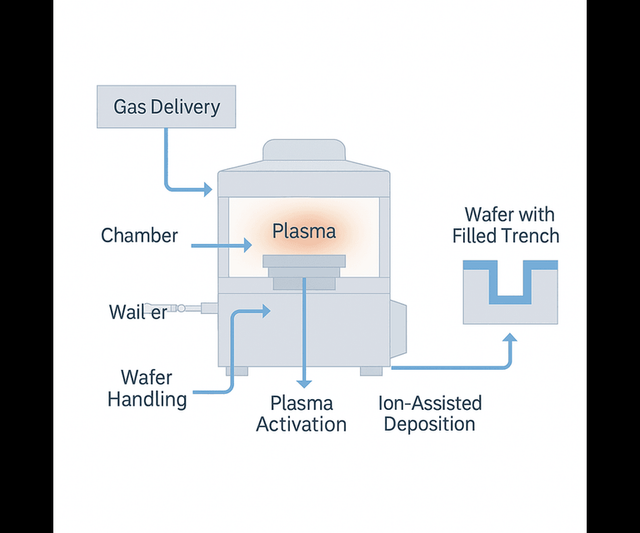 Gas Delivery
Chamber
Plasma
Wafer with
Filled Trench
Wail er
Wafer
Handling
Plasma
Activation
Ion-Assisted
Deposition